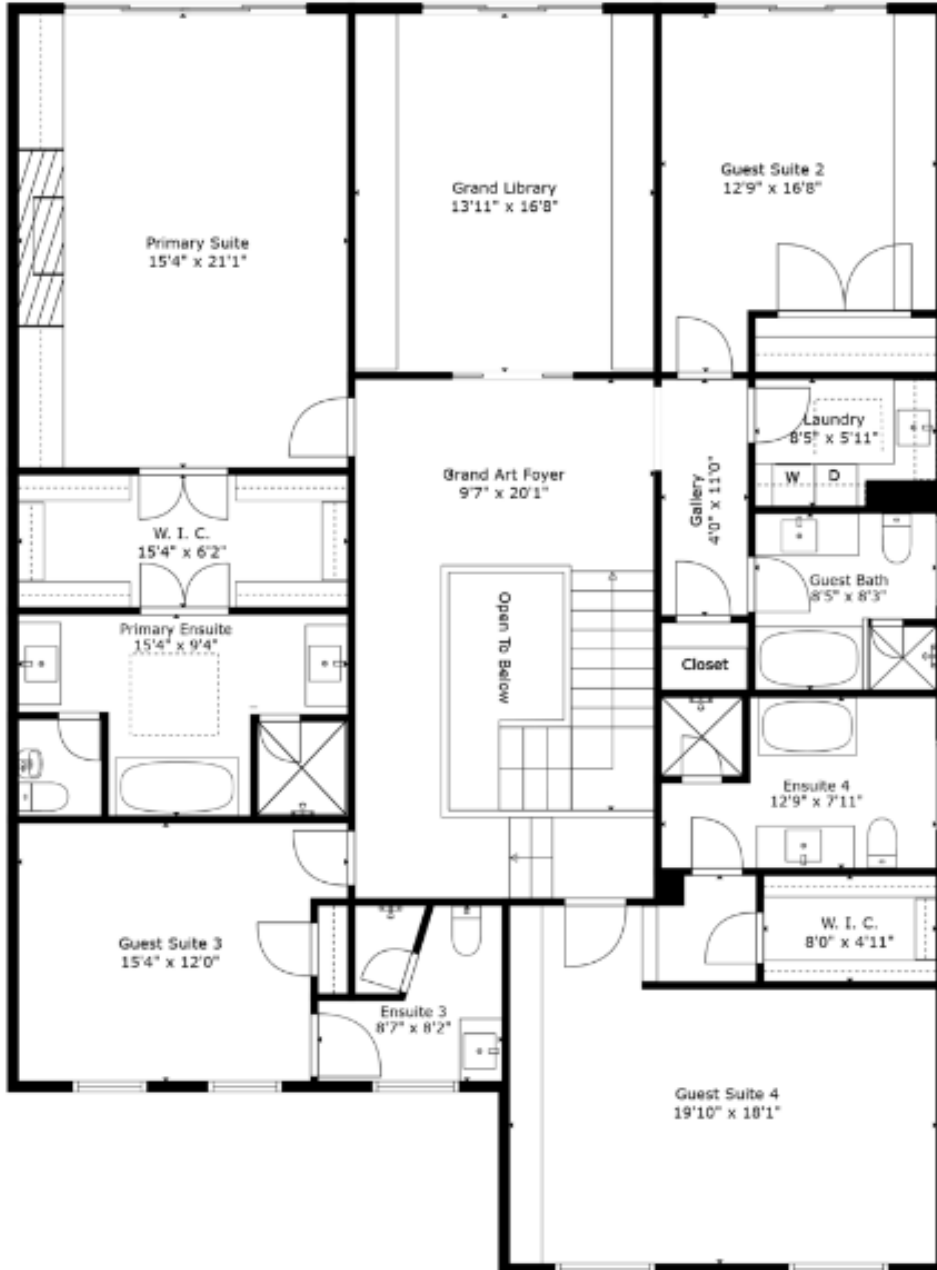 Primary Suite
15'4" x 21'1"
Grand Library
13'11" x 16'8"
Guest Suite 2
12'9" x 16'8"
Laundry
8'5" x 5'11"
W D
Grand Art Foyer
9'7" x 20'1"
Gallery
4'0" x 11'0"
W. I. C.
15'4" x 6'2"
Guest Bath
8'5" x 8'3"
Primary Ensuite
15'4" x 9'4"
Open To Below
Closet
Ensuite 4
12'9" x 7'11"
Guest Suite 3
15'4" x 12'0"
W. I. C.
8'0" x 4'11"
Ensuite 3
8'7" x 8'2"
Guest Suite 4
19'10" x 18'1"